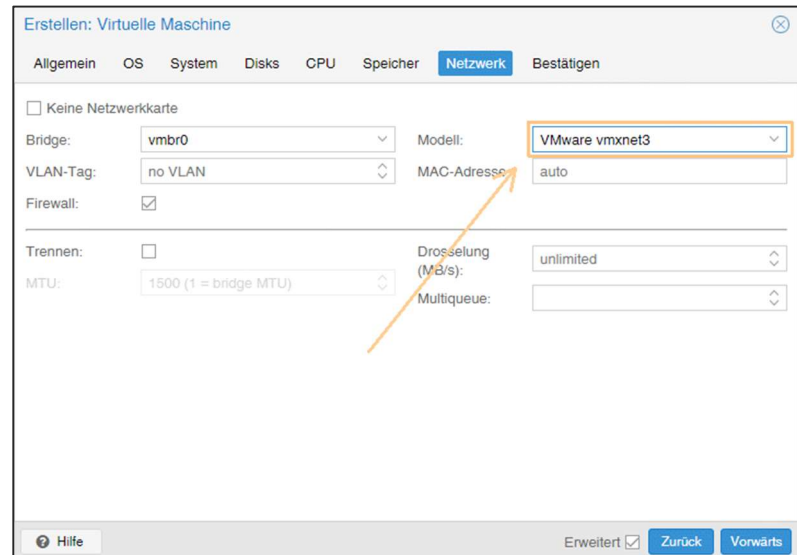 Erstellen: Virtuelle Maschine
Allgemein OS System Disks CPU Speicher Netzwerk Bestätigen
Keine Netzwerkkarte
Bridge: vmbr0 Modell: VMware vmxnet3
VLAN-Tag: no VLAN MAC-Adresse: auto
Firewall:
Trennen: Drosselung (MB/s): unlimited
MTU: 1500 (1 = bridge MTU) Multiqueue:
Hilfe Erweitert Zurück Vorwärts